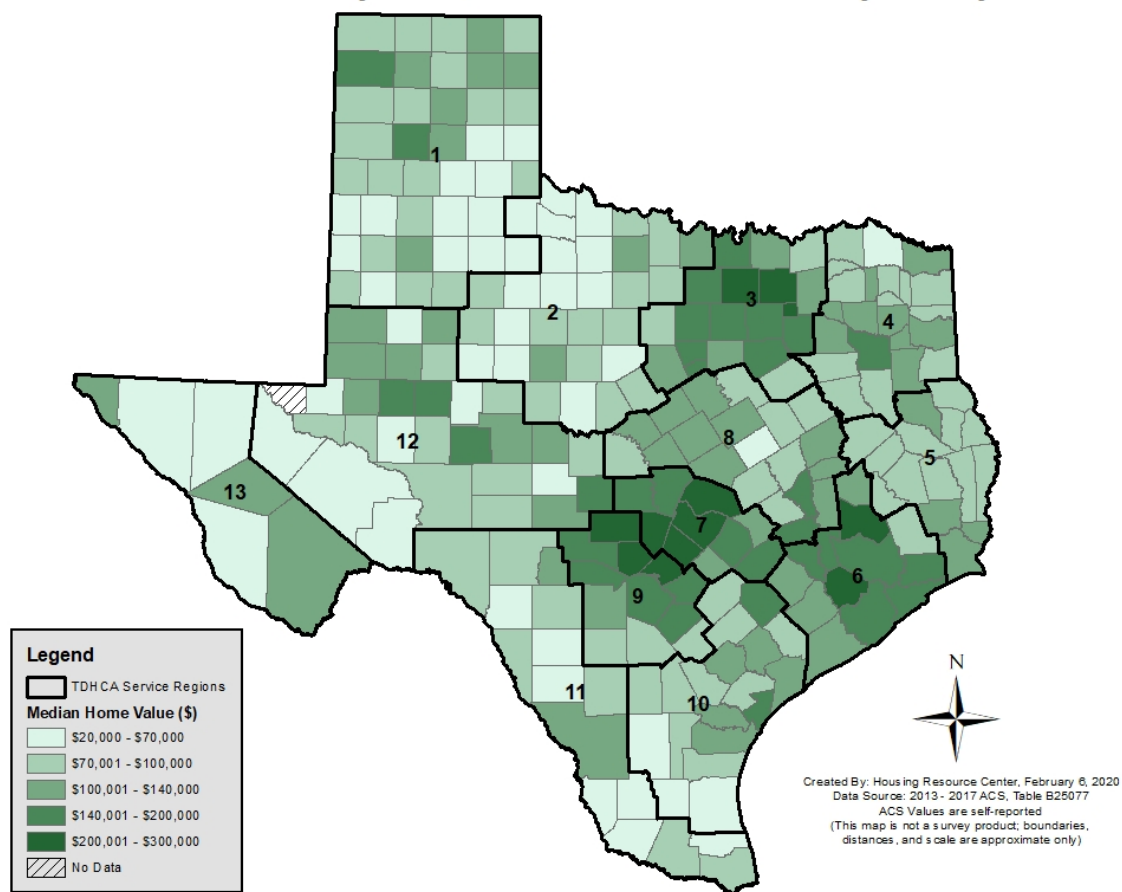 1
2
3
4
5
6
7
8
9
10
11
12
13
Legend
TDHCA Service Regions
Median Home Value ($)
$20,000 - $70,000
$70,001 - $100,000
$100,001 - $140,000
$140,001 - $200,000
$200,001 - $300,000
No Data
N
Created By: Housing Resource Center, February 6, 2020
Data Source: 2013 - 2017 ACS, Table B25077
ACS Values are self-reported
(This map is not a survey product; boundaries,
distances, and scale are approximate only)